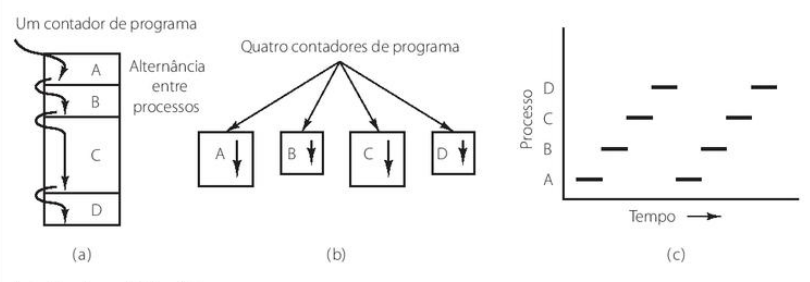 Um contador de programa
A
B
C
D
Alternância
entre
processos
(a)
Quatro contadores de programa
A
B
C
D
(b)
Processo
D
C
B
A
Tempo
(c)